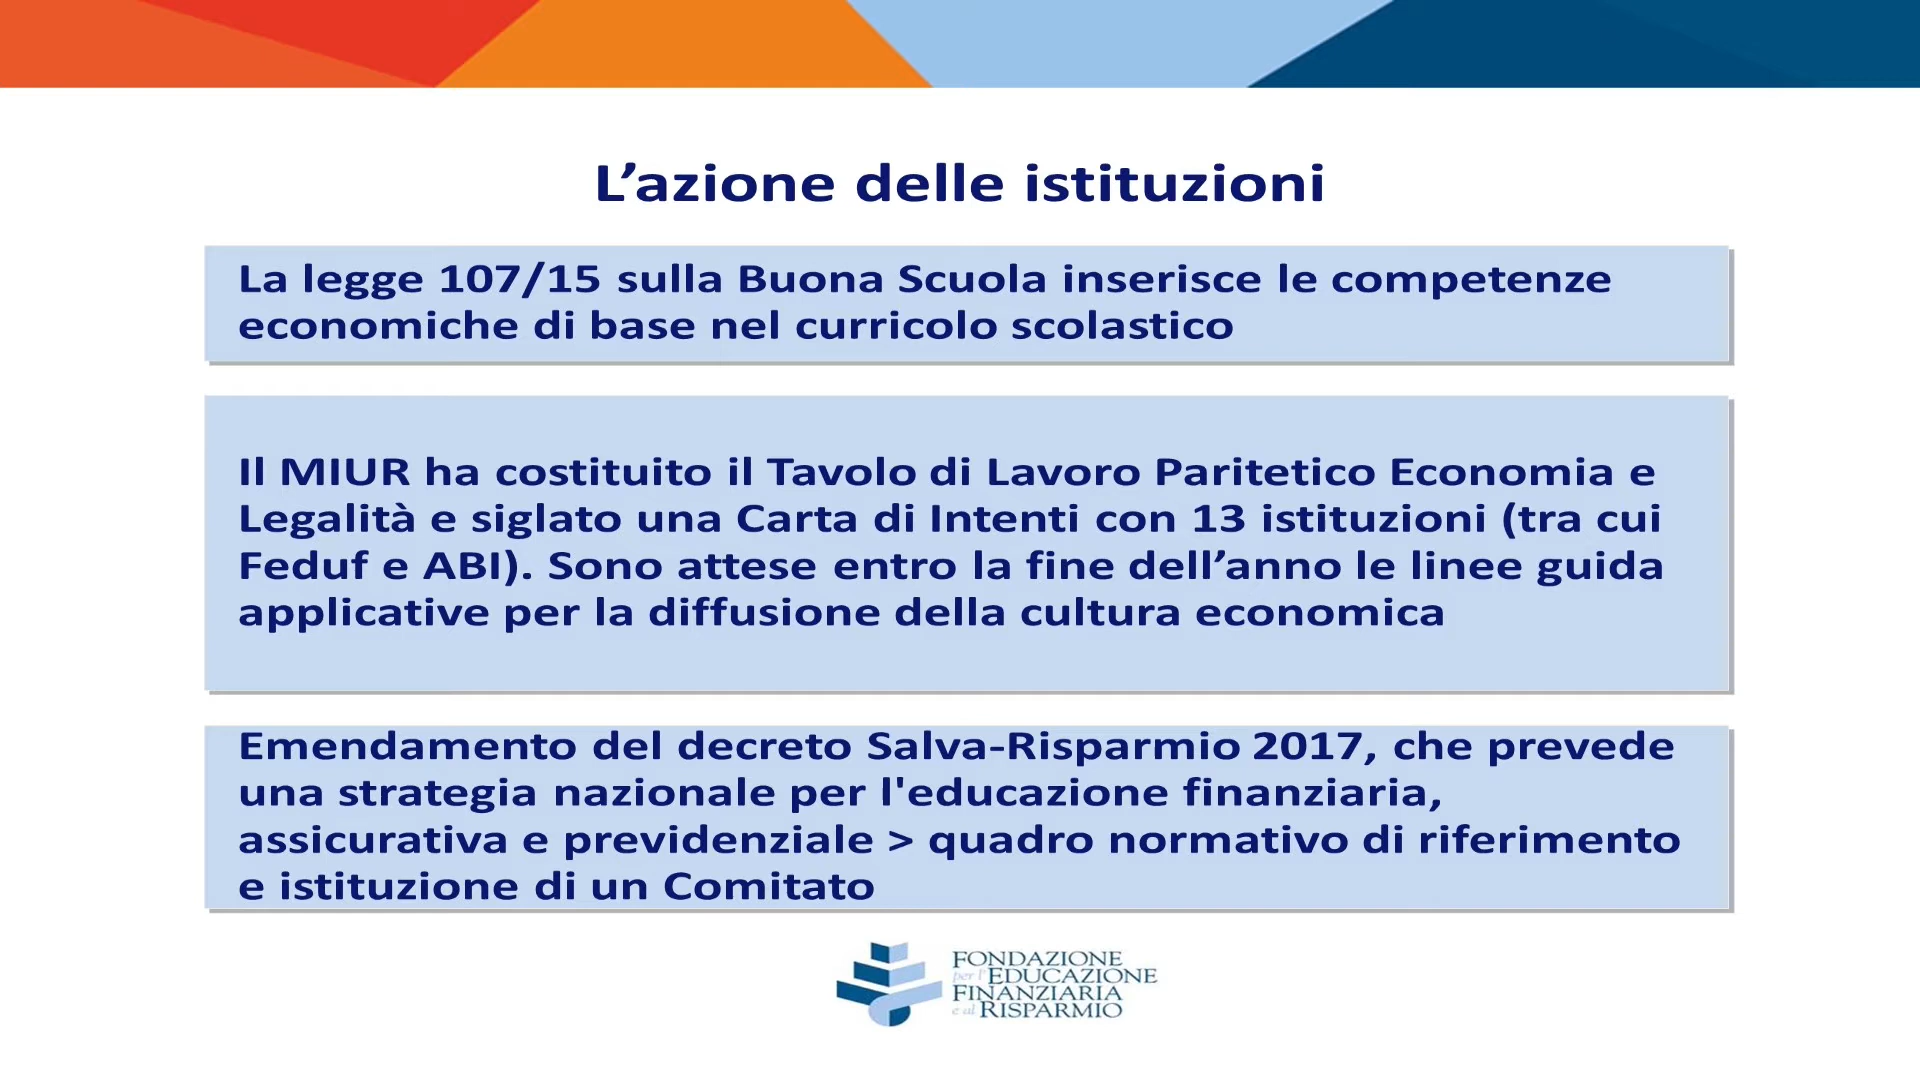 L’azione delle istituzioni
La legge 107/15 sulla Buona Scuola inserisce le competenze
economiche di base nel curricolo scolastico
Il MIUR ha costituito il Tavolo di Lavoro Paritetico Economia e
Legalità e siglato una Carta di Intenti con 13 istituzioni (tra cui
Feduf e ABI). Sono attese entro la fine dell’anno le linee guida
applicative per la diffusione della cultura economica
Emendamento del decreto Salva-Risparmio 2017, che prevede
una strategia nazionale per l'educazione finanziaria,
assicurativa e previdenziale > quadro normativo di riferimento
e istituzione di un Comitato
FONDAZIONE
per l'EDUCAZIONE
FINANZIARIA
e al RISPARMIO